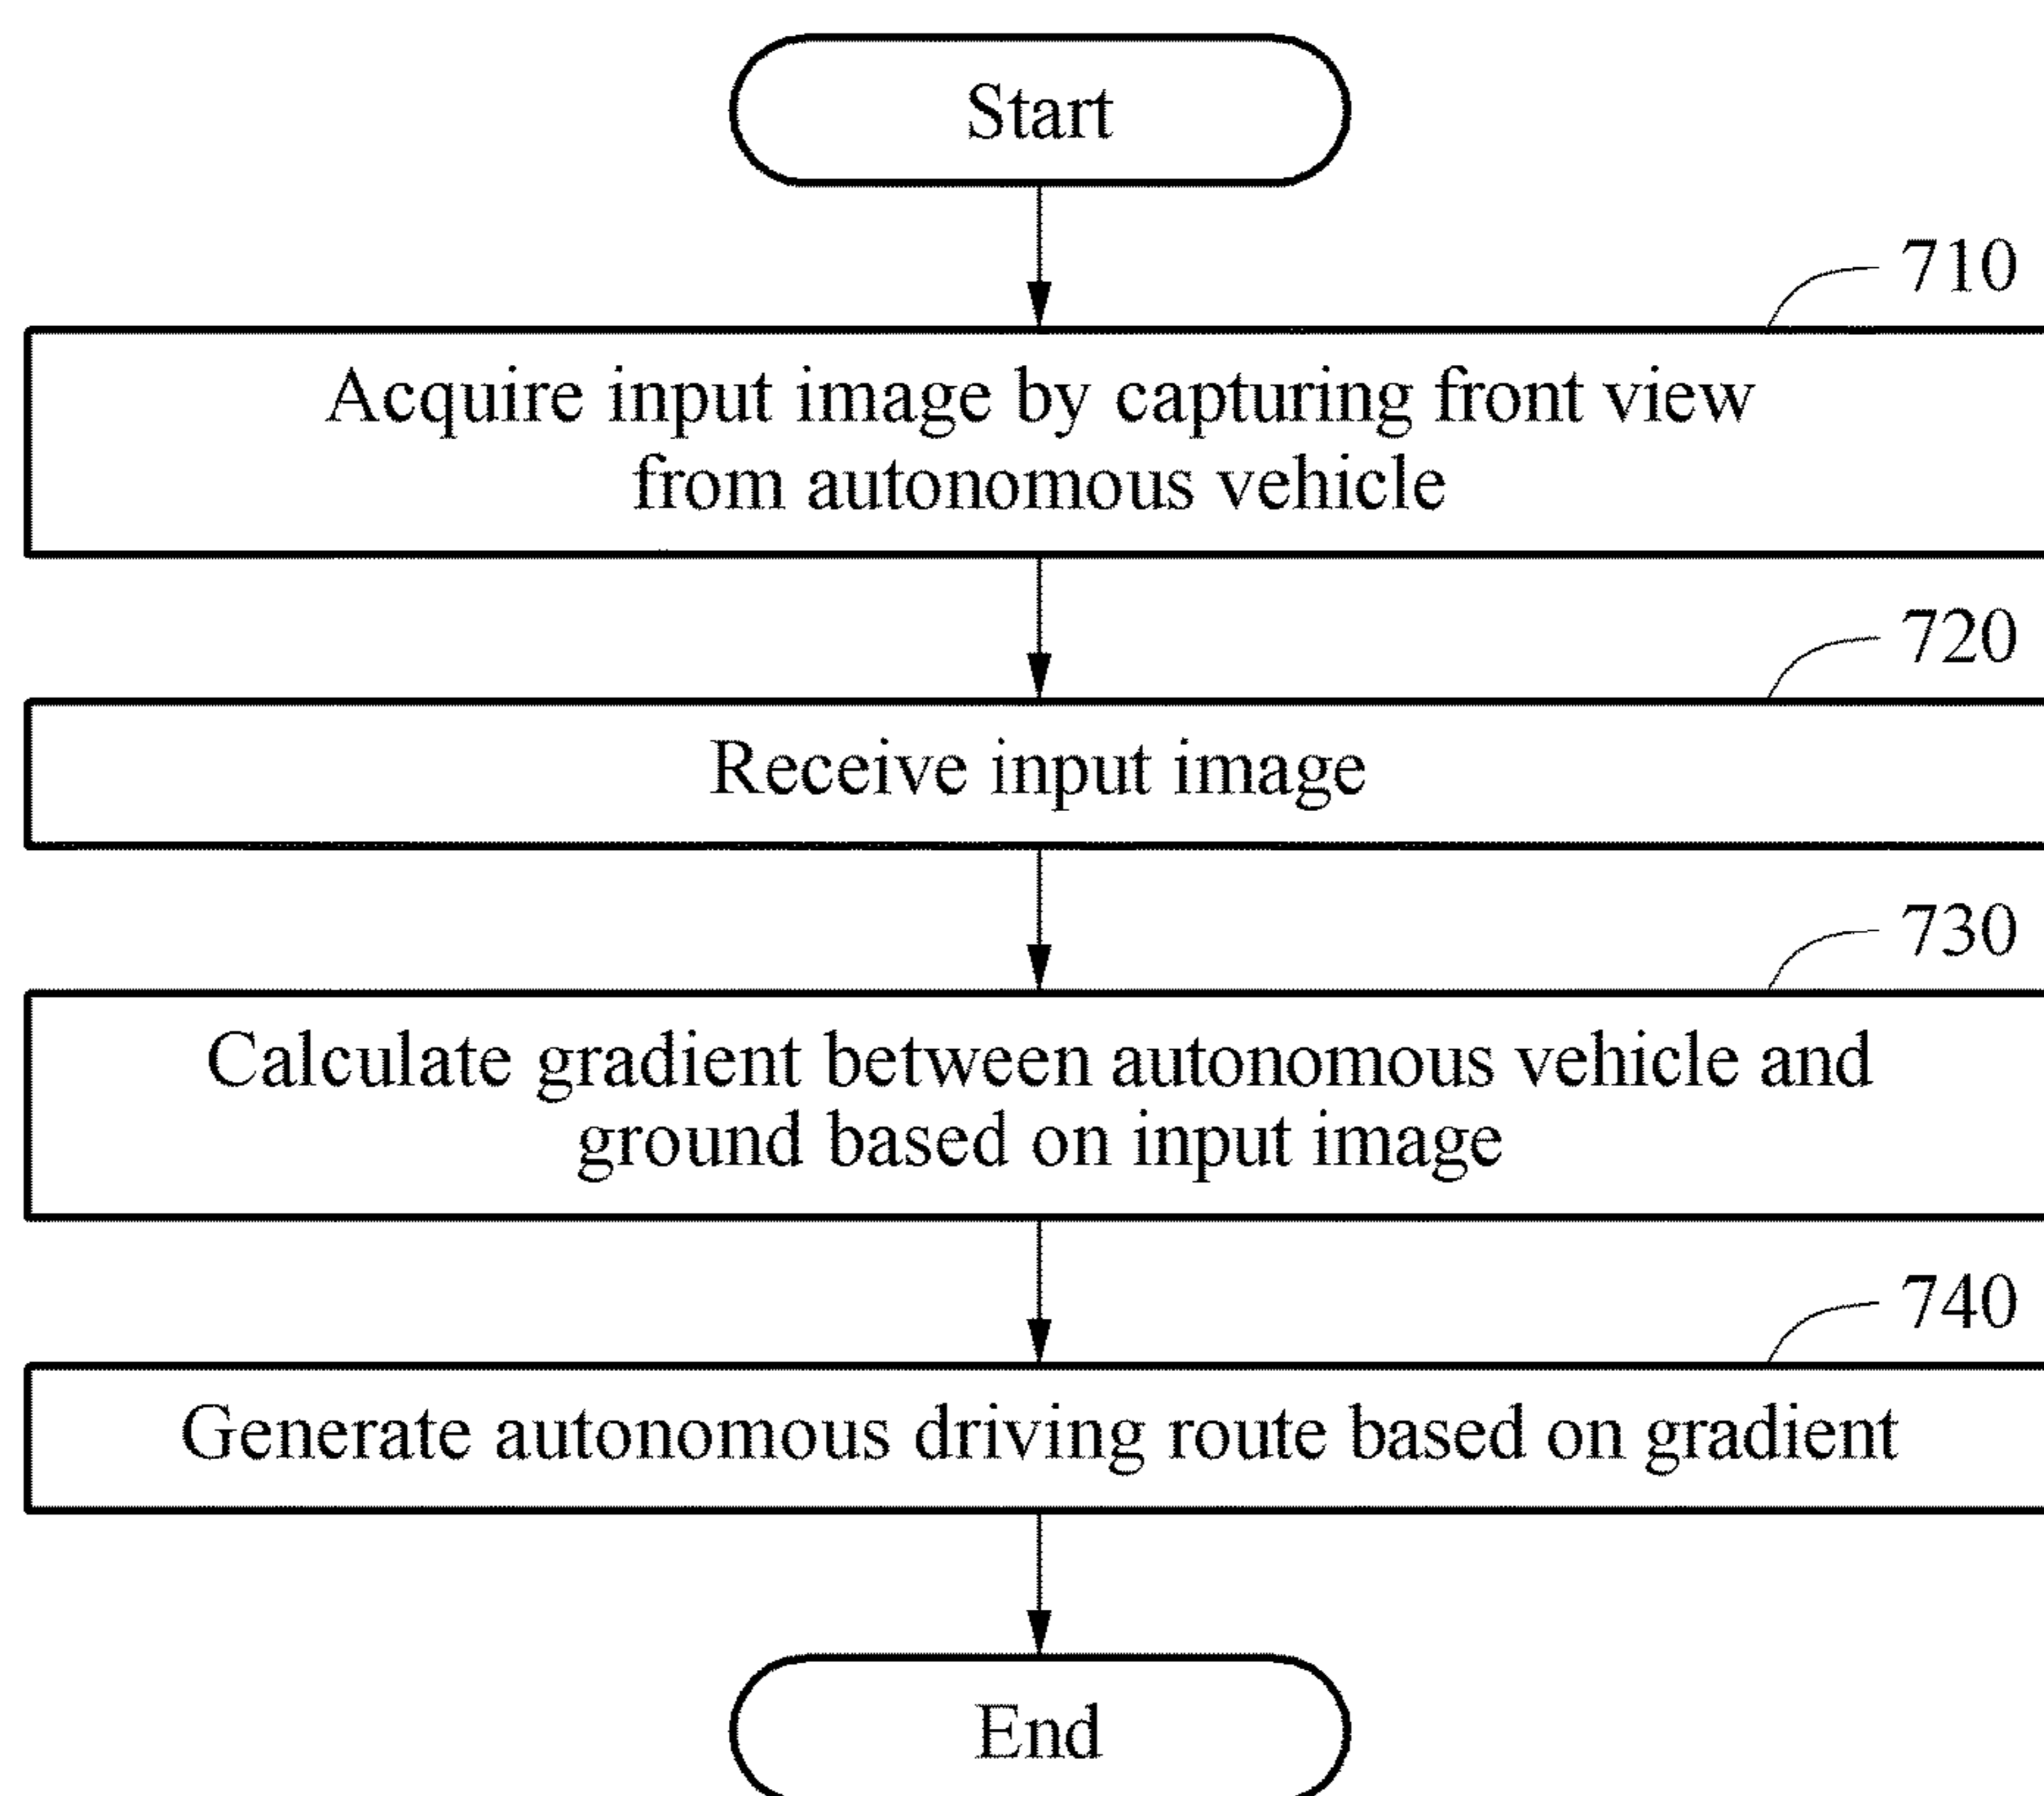 Start
710
Acquire input image by capturing front view
from autonomous vehicle
720
Receive input image
730
Calculate gradient between autonomous vehicle and
ground based on input image
740
Generate autonomous driving route based on gradient
End